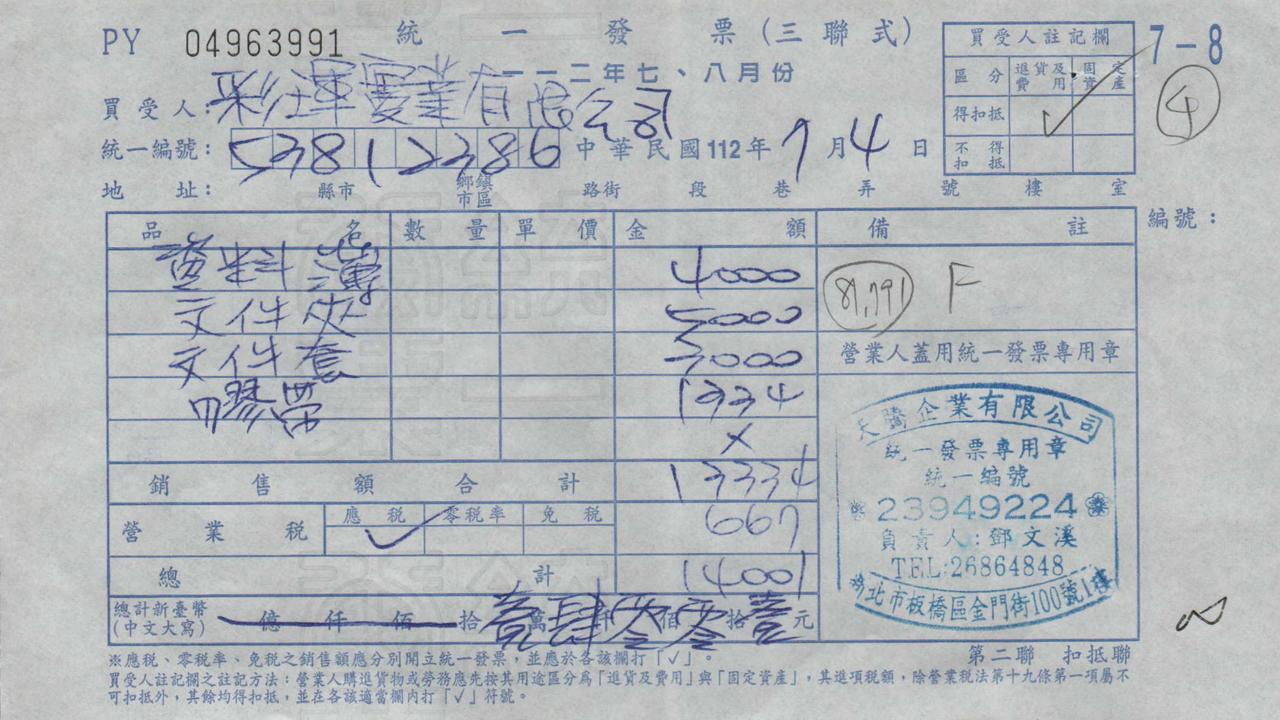 PY 04963991 統一發票(三聯式)
一一二年七、八月份
7-8
④
買受人註記欄
區分 進貨及費用 固定資產
得扣抵 ✓
不得扣抵
買受人:彩琿實業有限公司
統一編號:53812386 中華民國112年7月4日
地址: 縣市 鄉鎮市區 路街 段 巷 弄 號 樓 室
品名 數量 單價 金額 備註 編號:
資料簿 4000
81,791 F
文件夾 5000
文件套 3000
營業人蓋用統一發票專用章
膠帶 1334
X
銷售額合計 13334
營業稅 應稅 ✓ 零稅率 免稅 667
總計 14001
總計新臺幣(中文大寫) 億仟佰拾壹萬肆仟零佰零拾壹元
天騰企業有限公司
統一發票專用章
統一編號
23949224
負責人:鄧文溪
TEL:26864848
北市板橋區金門街100號1樓
※應稅、零稅率、免稅之銷售額應分別開立統一發票,並應於各該欄打「✓」。
第二聯 扣抵聯
買受人註記欄之註記方法:營業人購進貨物或勞務應先按其用途區分為「進貨及費用」與「固定資產」,其進項稅額,除營業稅法第十九條第一項屬不
可扣抵外,其餘均得扣抵,並在各該適當欄內打「✓」符號。